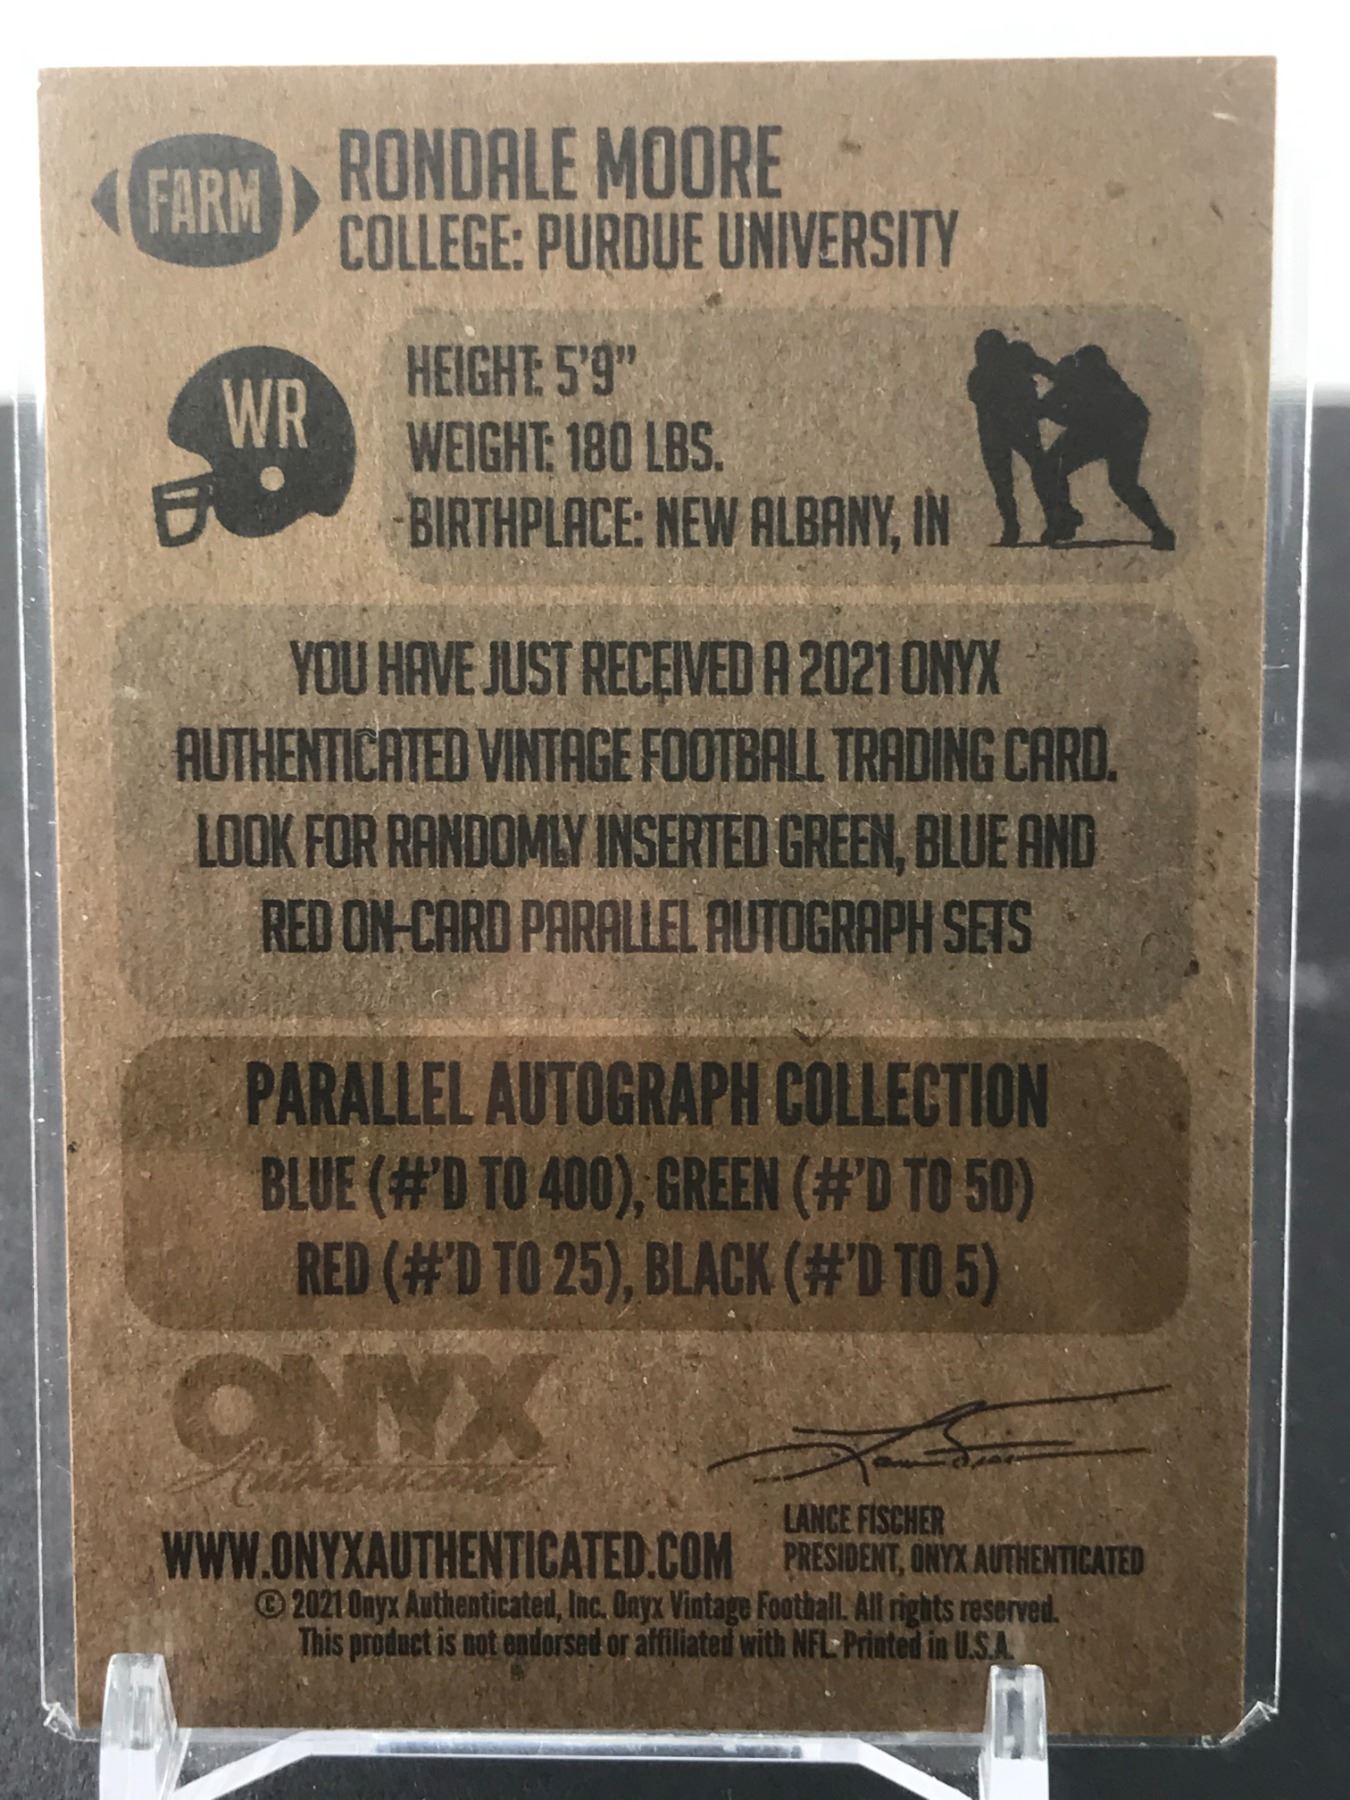 FARM
RONDALE MOORE
COLLEGE: PURDUE UNIVERSITY
WR
HEIGHT: 5'9"
WEIGHT: 180 LBS.
BIRTHPLACE: NEW ALBANY, IN
YOU HAVE JUST RECEIVED A 2021 ONYX
AUTHENTICATED VINTAGE FOOTBALL TRADING CARD.
LOOK FOR RANDOMLY INSERTED GREEN, BLUE AND
RED ON-CARD PARALLEL AUTOGRAPH SETS
PARALLEL AUTOGRAPH COLLECTION
BLUE (#'D TO 400), GREEN (#'D TO 50)
RED (#'D TO 25), BLACK (#'D TO 5)
ONYX
Authenticated
LANCE FISCHER
PRESIDENT, ONYX AUTHENTICATED
WWW.ONYXAUTHENTICATED.COM
© 2021 Onyx Authenticated, Inc. Onyx Vintage Football. All rights reserved.
This product is not endorsed or affiliated with NFL. Printed in U.S.A.